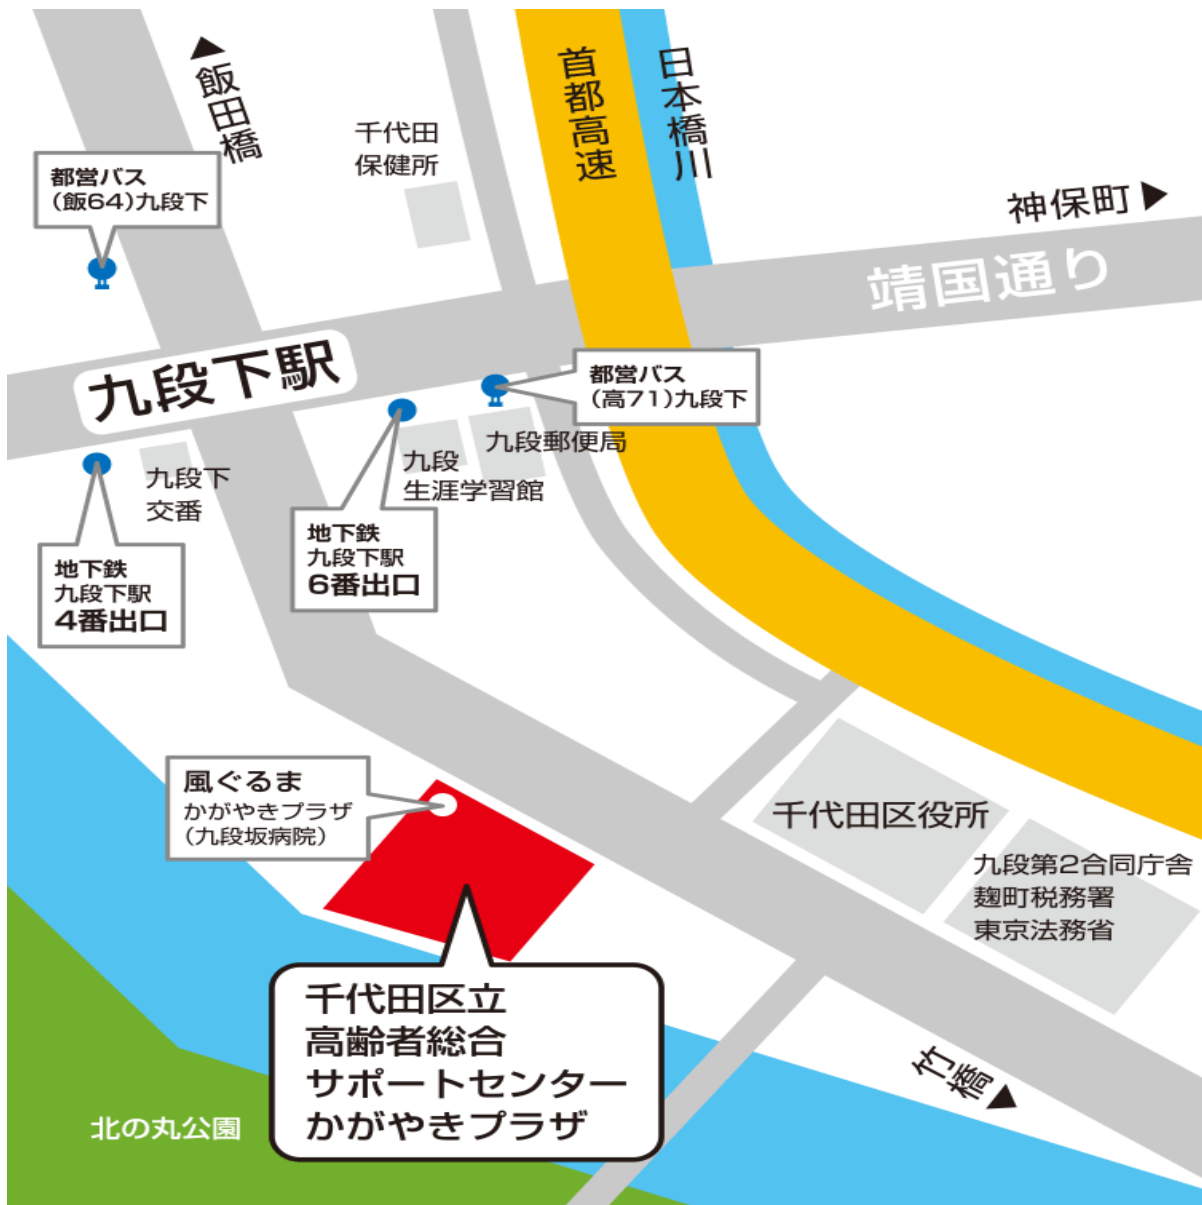 飯田橋
首都高速
日本橋川
千代田
保健所
都営バス
(飯64)九段下
神保町
靖国通り
九段下駅
都営バス
(高71)九段下
九段郵便局
九段
生涯学習館
九段下
交番
地下鉄
九段下駅
6番出口
地下鉄
九段下駅
4番出口
風ぐるま
かがやきプラザ
(九段坂病院)
千代田区役所
九段第2合同庁舎
麹町税務署
東京法務省
千代田区立
高齢者総合
サポートセンター
かがやきプラザ
竹橋
北の丸公園